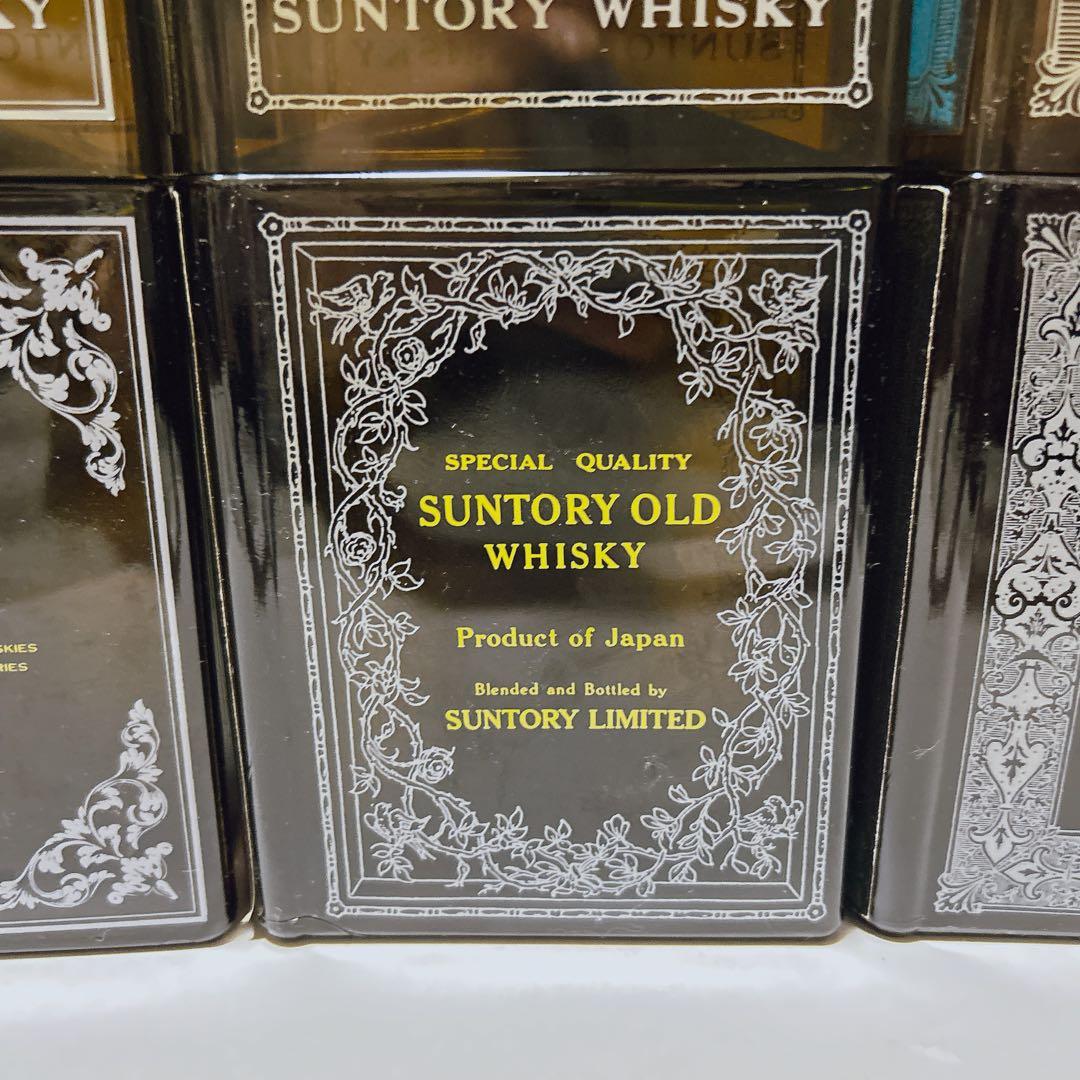 SUNTORY WHISKY
SPECIAL QUALITY
SUNTORY OLD
WHISKY
Product of Japan
Blended and Bottled by
SUNTORY LIMITED